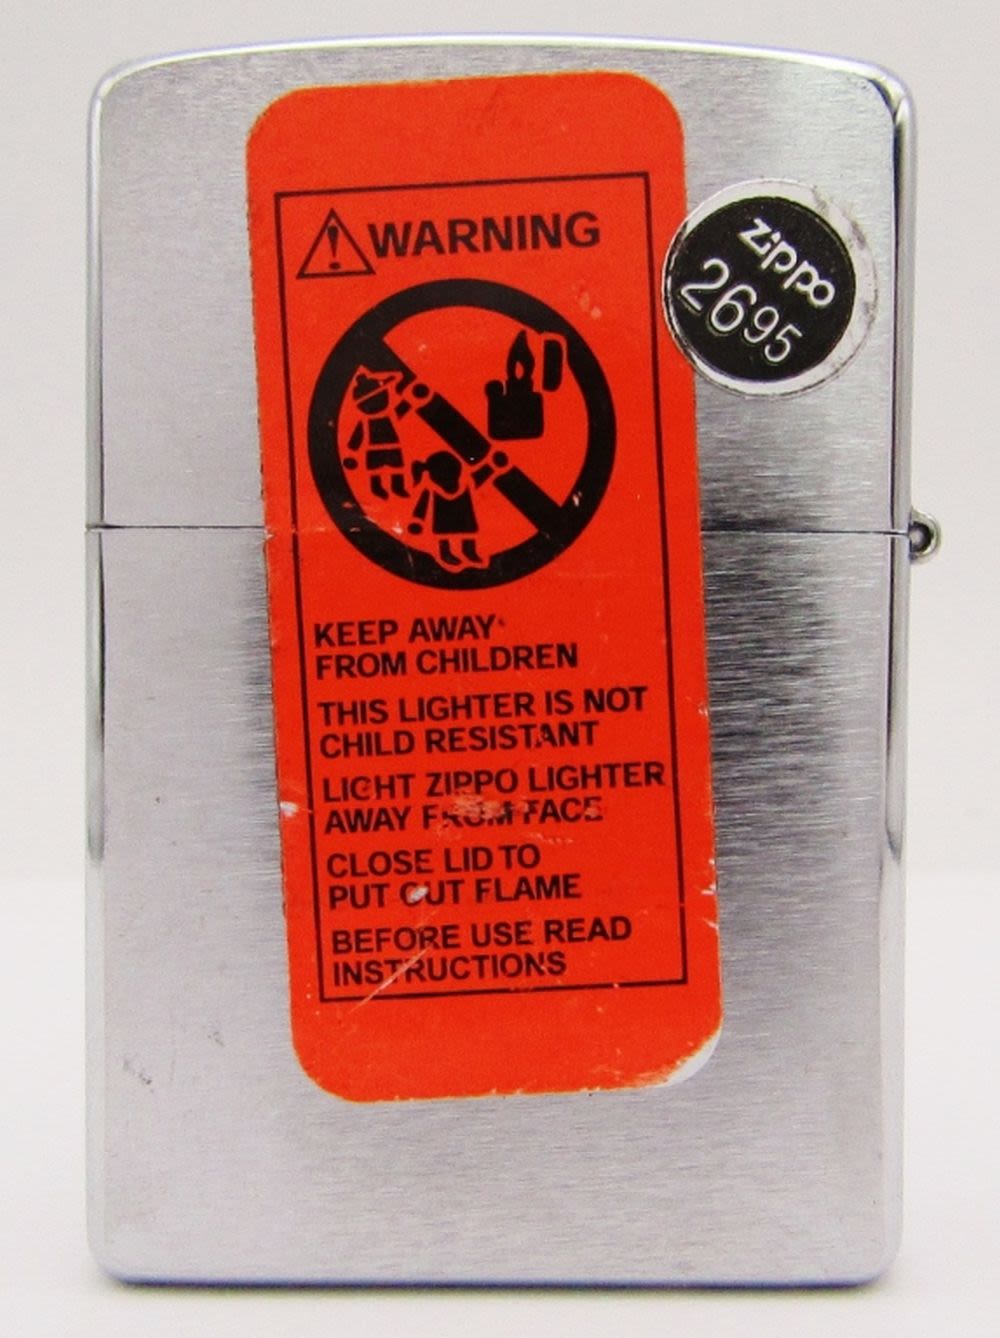 WARNING
zippo
2695
KEEP AWAY
FROM CHILDREN
THIS LIGHTER IS NOT
CHILD RESISTANT
LIGHT ZIPPO LIGHTER
AWAY FROM FACE
CLOSE LID TO
PUT OUT FLAME
BEFORE USE READ
INSTRUCTIONS